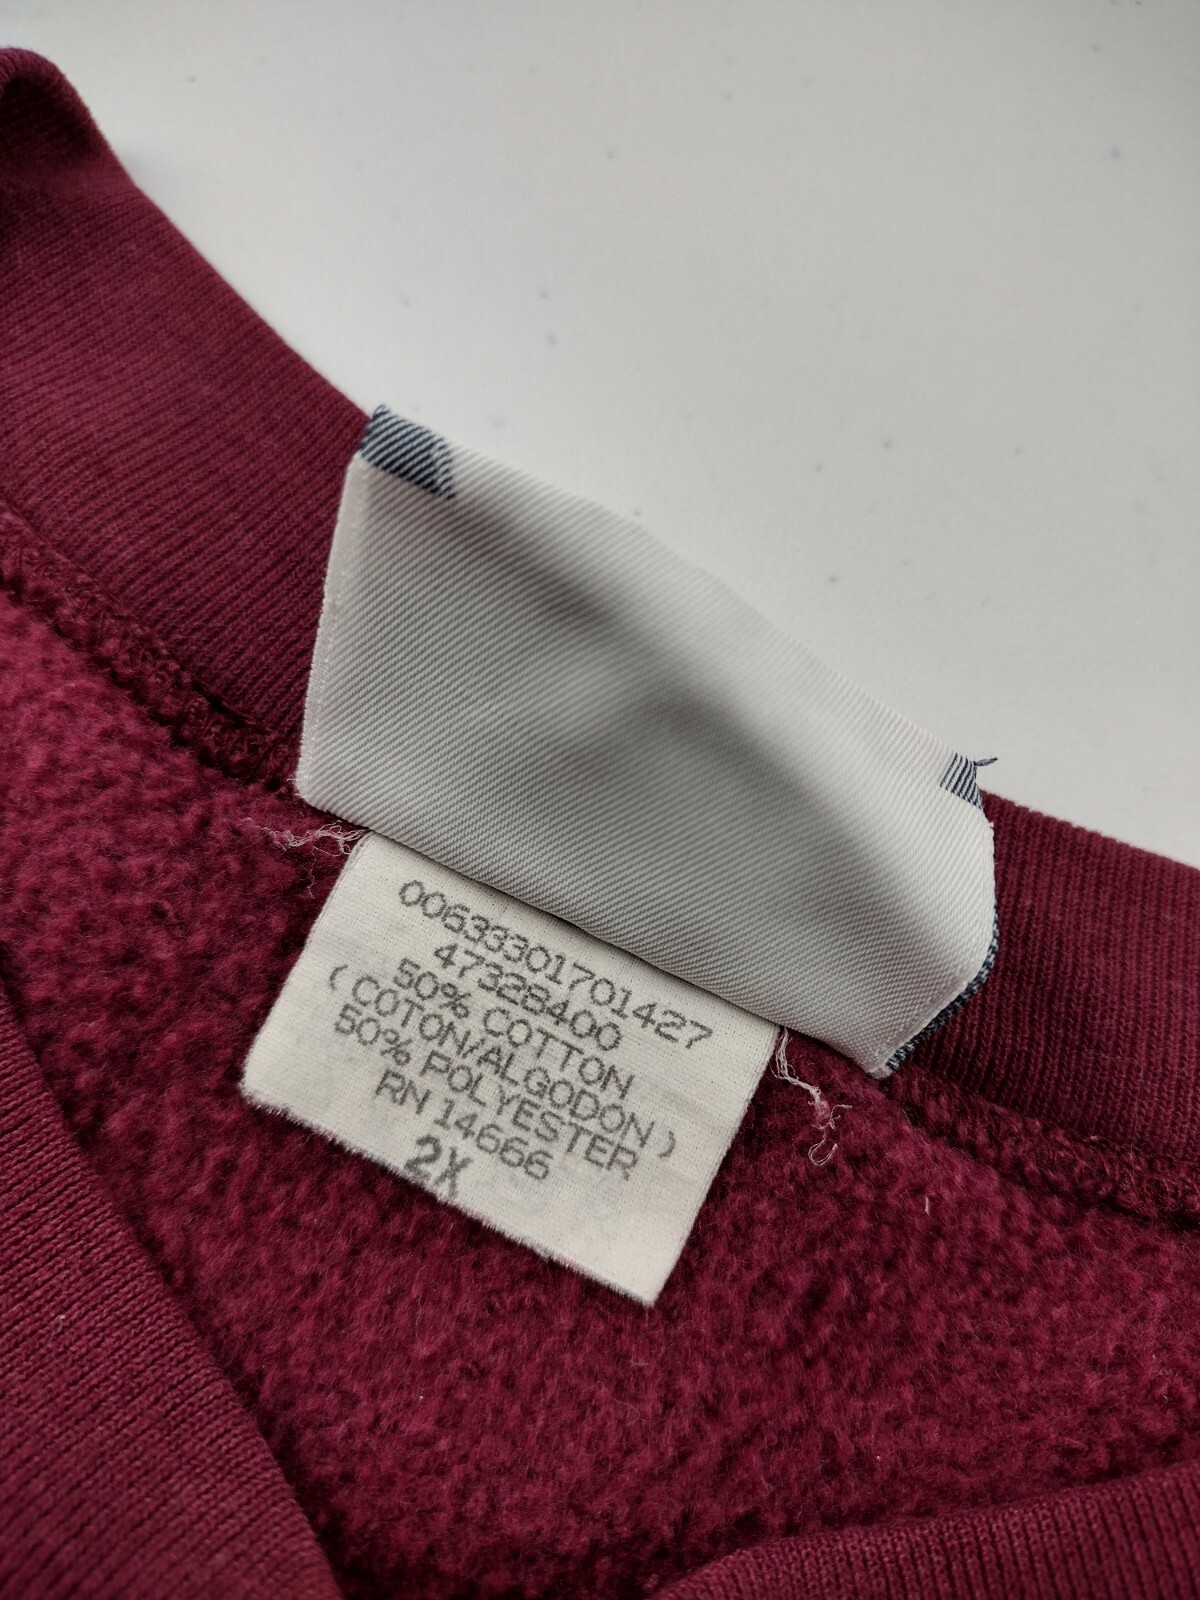 00633301701427
47328400
50% COTTON
(COTON/ALGODON)
50% POLYESTER
RN 14666
2X